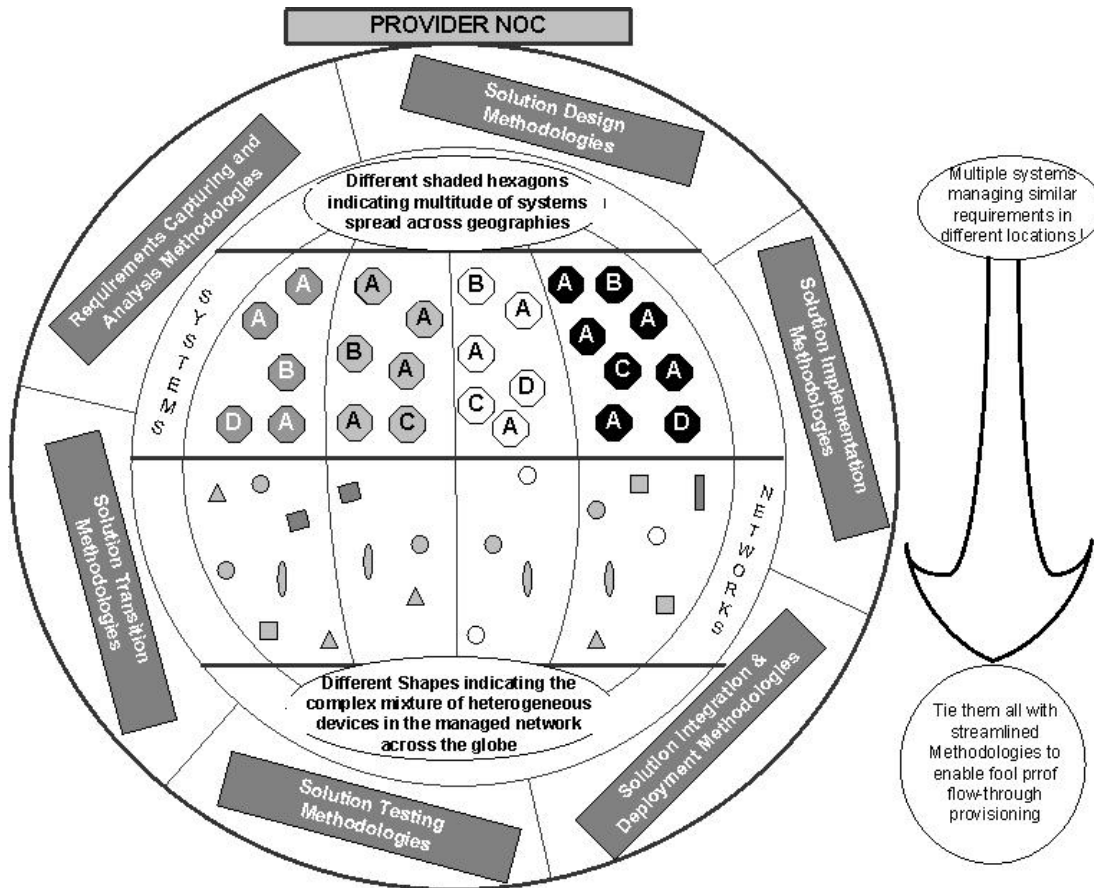 PROVIDER NOC
Solution Design
Methodologies
Requirements Capturing and
Analysis Methodologies
Different shaded hexagons
indicating multitude of systems
spread across geographies
Multiple systems
managing similar
requirements in
different locations !
SYSTEMS
A
A
B
D
A
A
A
B
A
A
C
B
A
A
D
C
A
A
B
A
A
C
A
A
D
Solution Implementation
Methodologies
Solution Transition
Methodologies
NETWORKS
Different Shapes indicating the
complex mixture of heterogeneous
devices in the managed network
across the globe
Solution Integration &
Deployment Methodologies
Solution Testing
Methodologies
Tie them all with
streamlined
Methodologies to
enable fool prrof
flow-through
provisioning